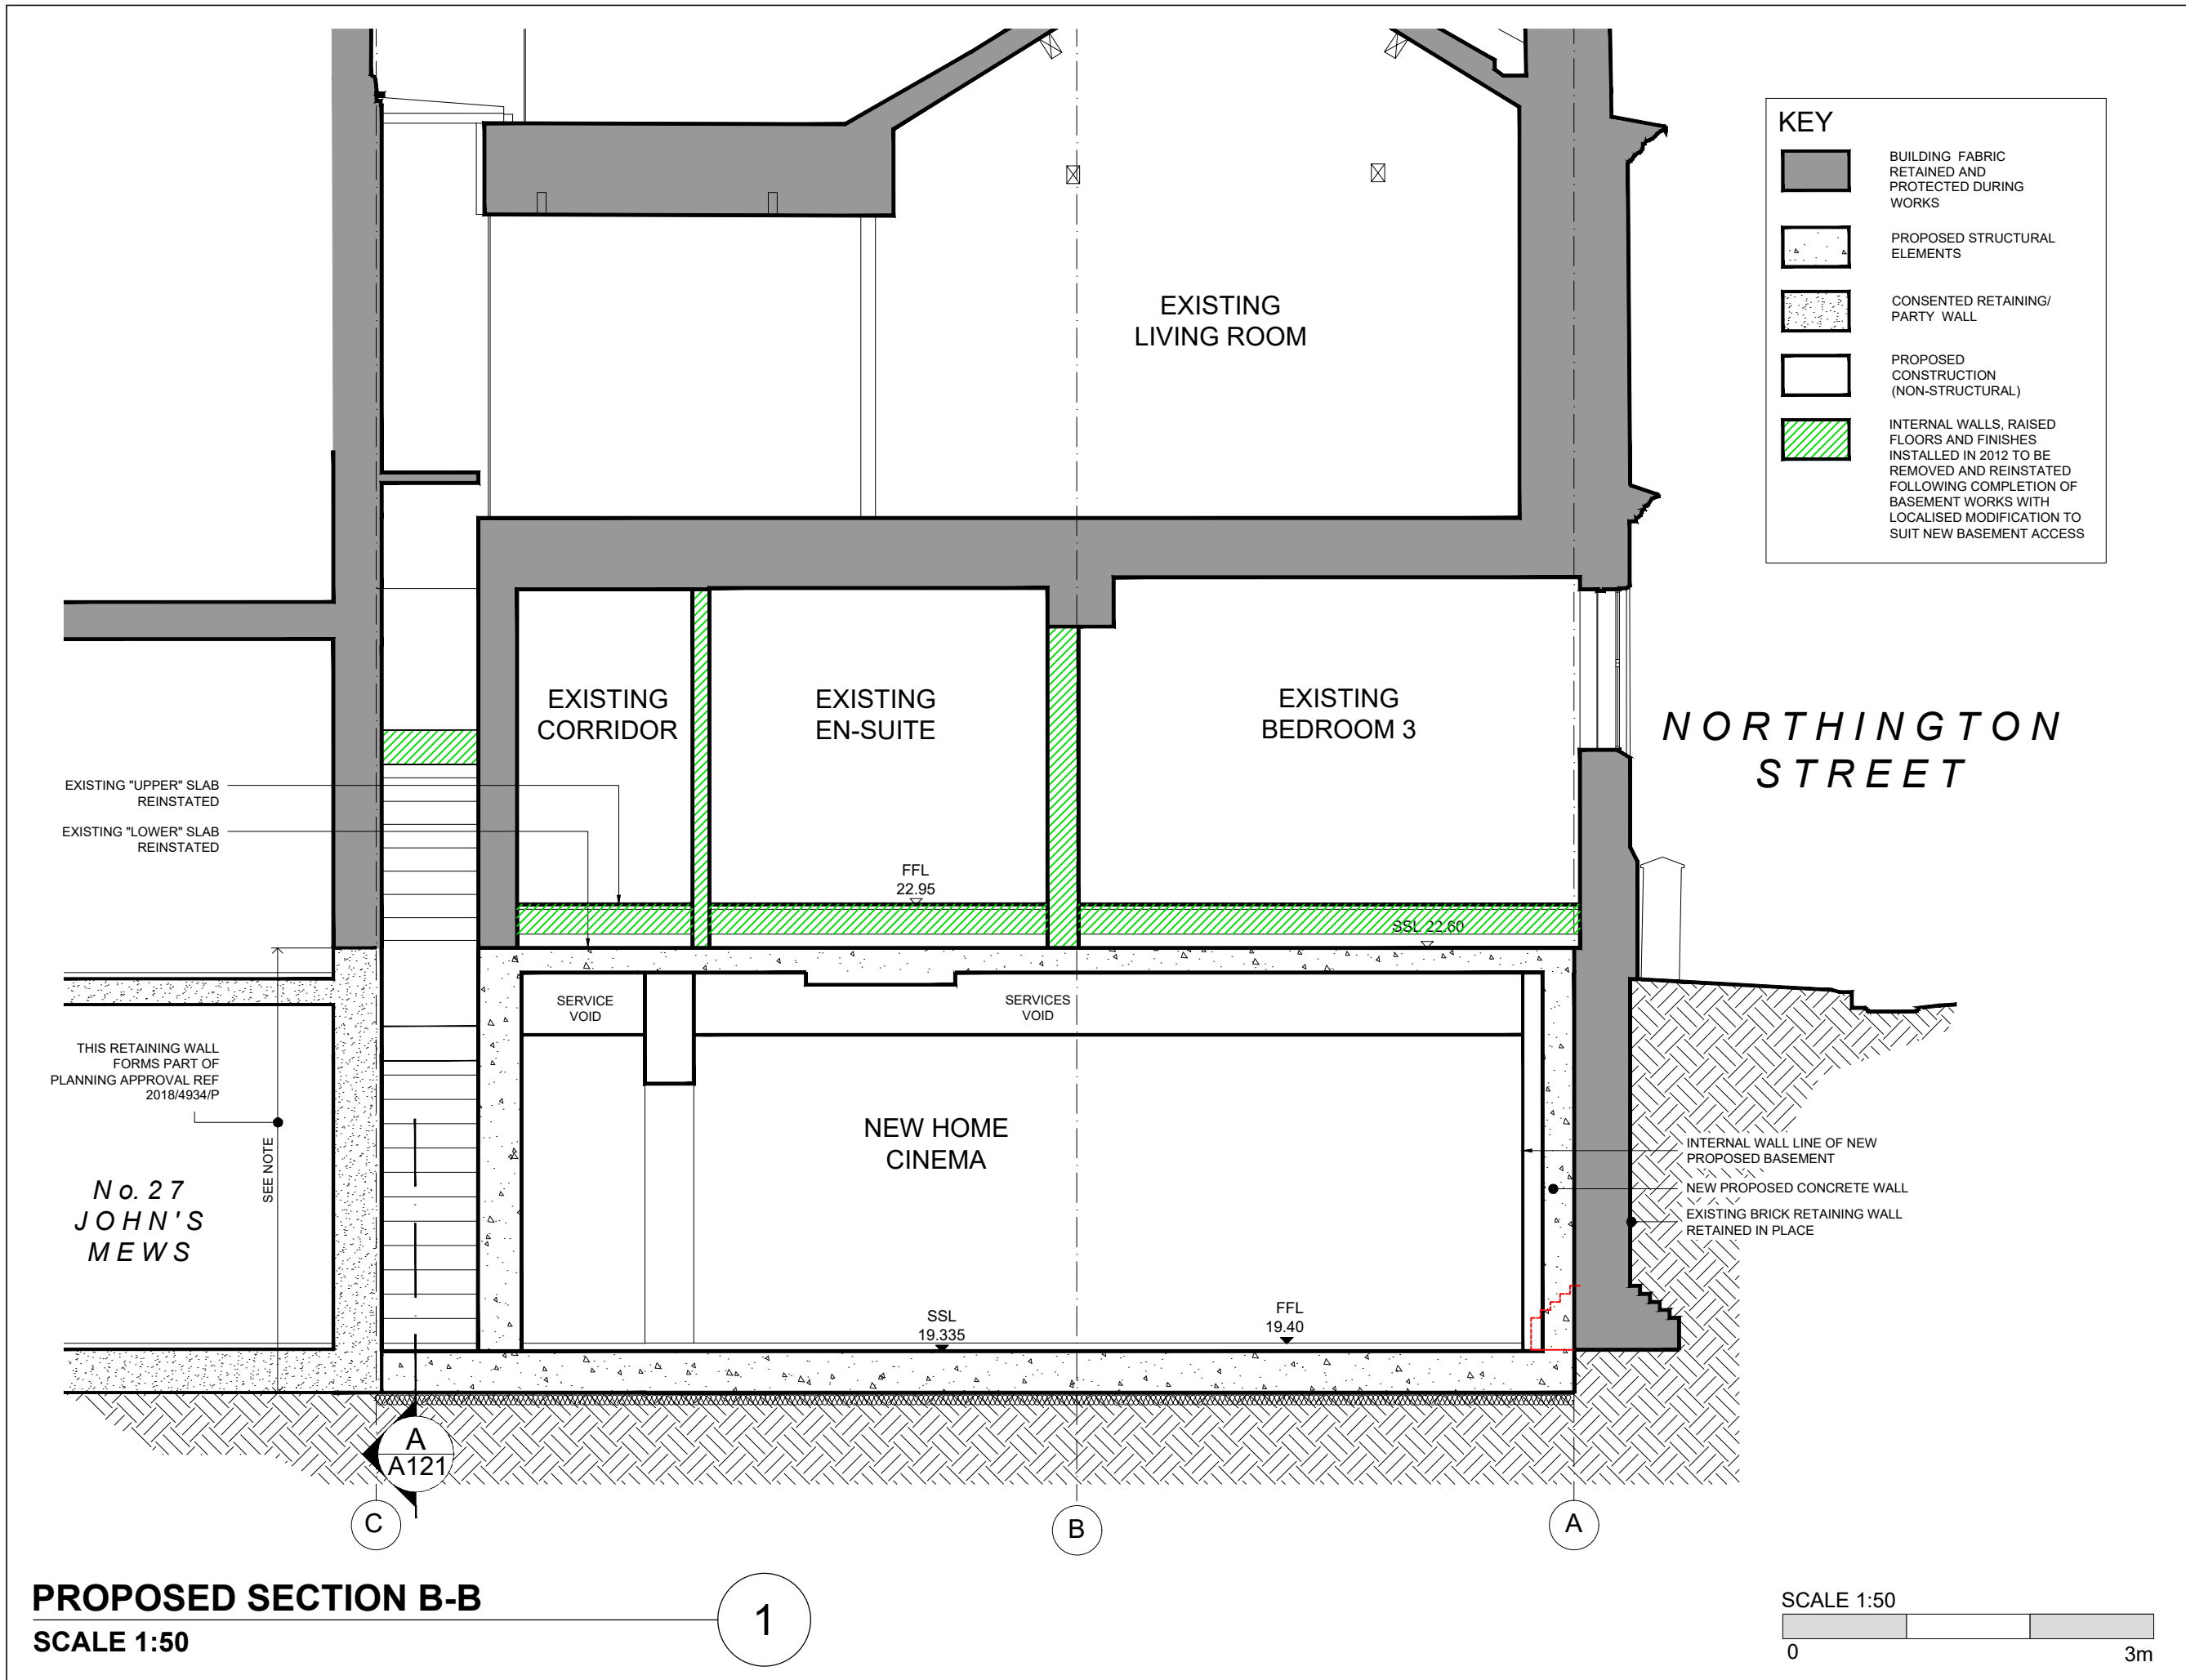 KEY
BUILDING FABRIC
RETAINED AND
PROTECTED DURING
WORKS
PROPOSED STRUCTURAL
ELEMENTS
CONSENTED RETAINING/
PARTY WALL
PROPOSED
CONSTRUCTION
(NON-STRUCTURAL)
INTERNAL WALLS, RAISED
FLOORS AND FINISHES
INSTALLED IN 2012 TO BE
REMOVED AND REINSTATED
FOLLOWING COMPLETION OF
BASEMENT WORKS WITH
LOCALISED MODIFICATION TO
SUIT NEW BASEMENT ACCESS
EXISTING
LIVING ROOM
EXISTING
CORRIDOR
EXISTING
EN-SUITE
EXISTING
BEDROOM 3
NORTHINGTON
STREET
EXISTING "UPPER" SLAB
REINSTATED
EXISTING "LOWER" SLAB
REINSTATED
FFL
22.95
SSL 22.60
SERVICE
VOID
SERVICES
VOID
THIS RETAINING WALL
FORMS PART OF
PLANNING APPROVAL REF
2018/4934/P
SEE NOTE
NEW HOME
CINEMA
INTERNAL WALL LINE OF NEW
PROPOSED BASEMENT
NEW PROPOSED CONCRETE WALL
EXISTING BRICK RETAINING WALL
RETAINED IN PLACE
No. 27
JOHN'S
MEWS
SSL
19.335
FFL
19.40
A
A121
C
B
A
PROPOSED SECTION B-B
SCALE 1:50
1
SCALE 1:50
0
3m